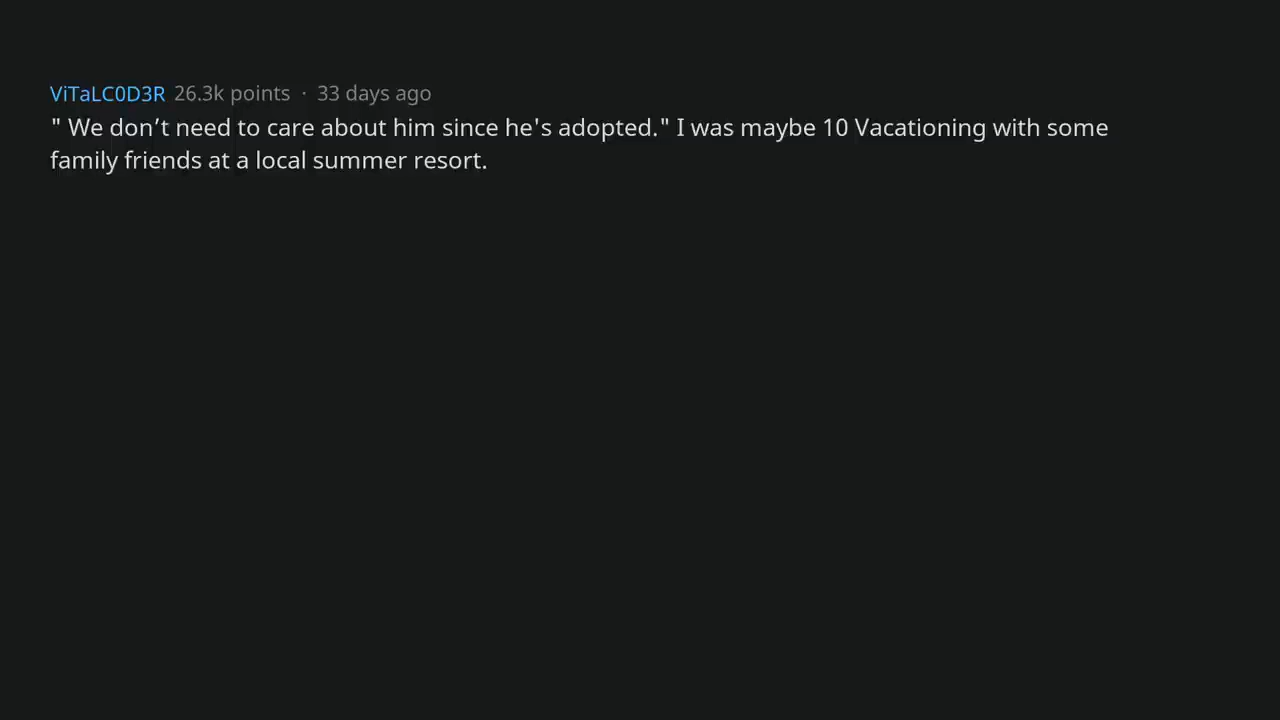 ViTaLC0D3R 26.3k points · 33 days ago
" We don’t need to care about him since he's adopted." I was maybe 10 Vacationing with some
family friends at a local summer resort.